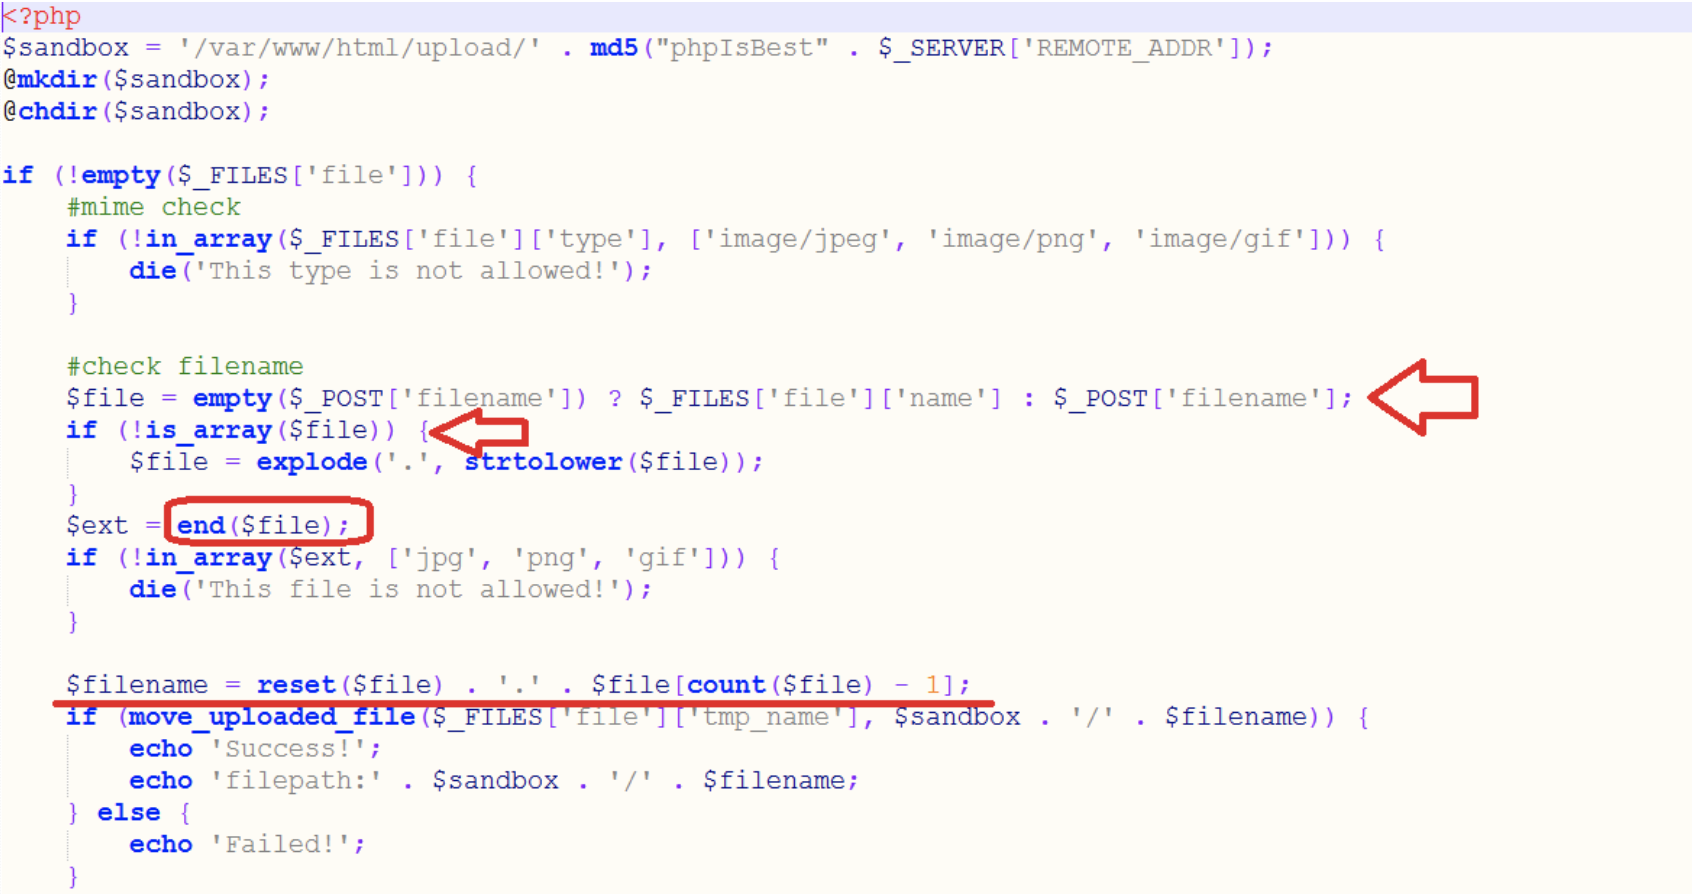 <?php
$sandbox = '/var/www/html/upload/' . md5("phpIsBest" . $_SERVER['REMOTE_ADDR']);
@mkdir($sandbox);
@chdir($sandbox);
if (!empty($_FILES['file'])) {
#mime check
if (!in_array($_FILES['file']['type'], ['image/jpeg', 'image/png', 'image/gif'])) {
die('This type is not allowed!');
}
#check filename
$file = empty($_POST['filename']) ? $_FILES['file']['name'] : $_POST['filename'];
if (!is_array($file)) {
$file = explode('.', strtolower($file));
}
$ext = end($file);
if (!in_array($ext, ['jpg', 'png', 'gif'])) {
die('This file is not allowed!');
}
$filename = reset($file) . '.' . $file[count($file) - 1];
if (move_uploaded_file($_FILES['file']['tmp_name'], $sandbox . '/' . $filename)) {
echo 'Success!';
echo 'filepath:' . $sandbox . '/' . $filename;
} else {
echo 'Failed!';
}